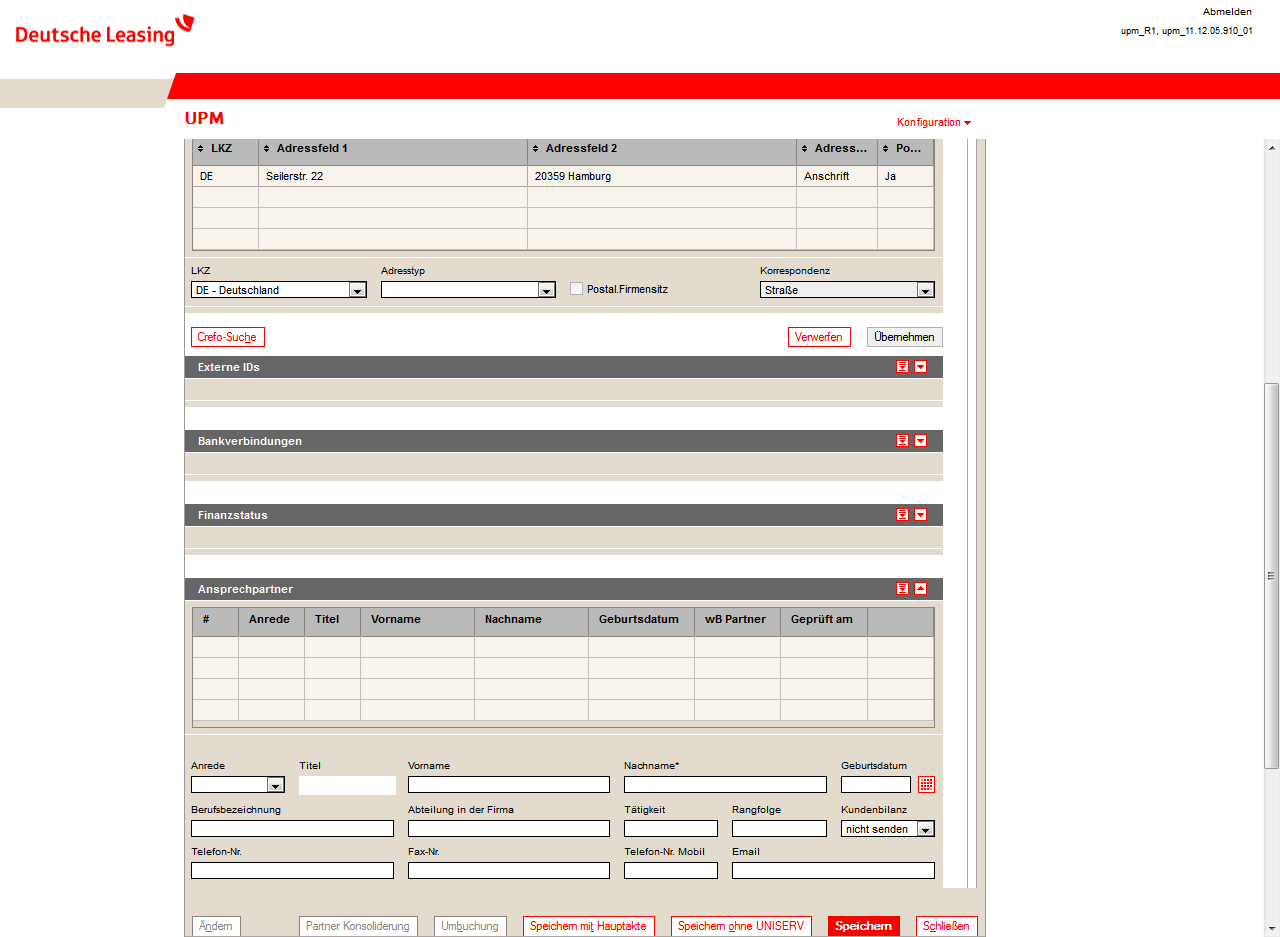 Abmelden
Deutsche Leasing
upm_R1, upm_11.12.05.910_01
UPM
Konfiguration
LKZ Adressfeld 1 Adressfeld 2 Adress... Po...
DE Seilerstr. 22 20359 Hamburg Anschrift Ja
LKZ Adresstyp Korrespondenz
DE - Deutschland Postal.Firmensitz Straße
Crefo-Suche Verwerfen Übernehmen
Externe IDs
Bankverbindungen
Finanzstatus
Ansprechpartner
# Anrede Titel Vorname Nachname Geburtsdatum wB Partner Geprüft am
Anrede Titel Vorname Nachname* Geburtsdatum
Berufsbezeichnung Abteilung in der Firma Tätigkeit Rangfolge Kundenbilanz
nicht senden
Telefon-Nr. Fax-Nr. Telefon-Nr. Mobil Email
Ändern Partner Konsolidierung Umbuchung Speichern mit Hauptakte Speichern ohne UNISERV Speichern Schließen